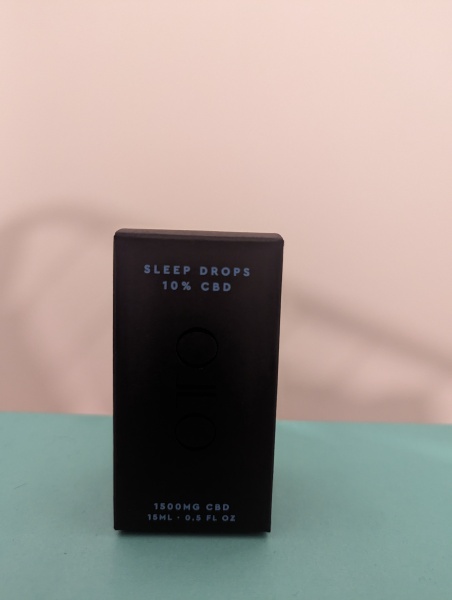 SLEEP DROPS
10% CBD
OTO
1500MG CBD
15ML • 0.5 FL OZ